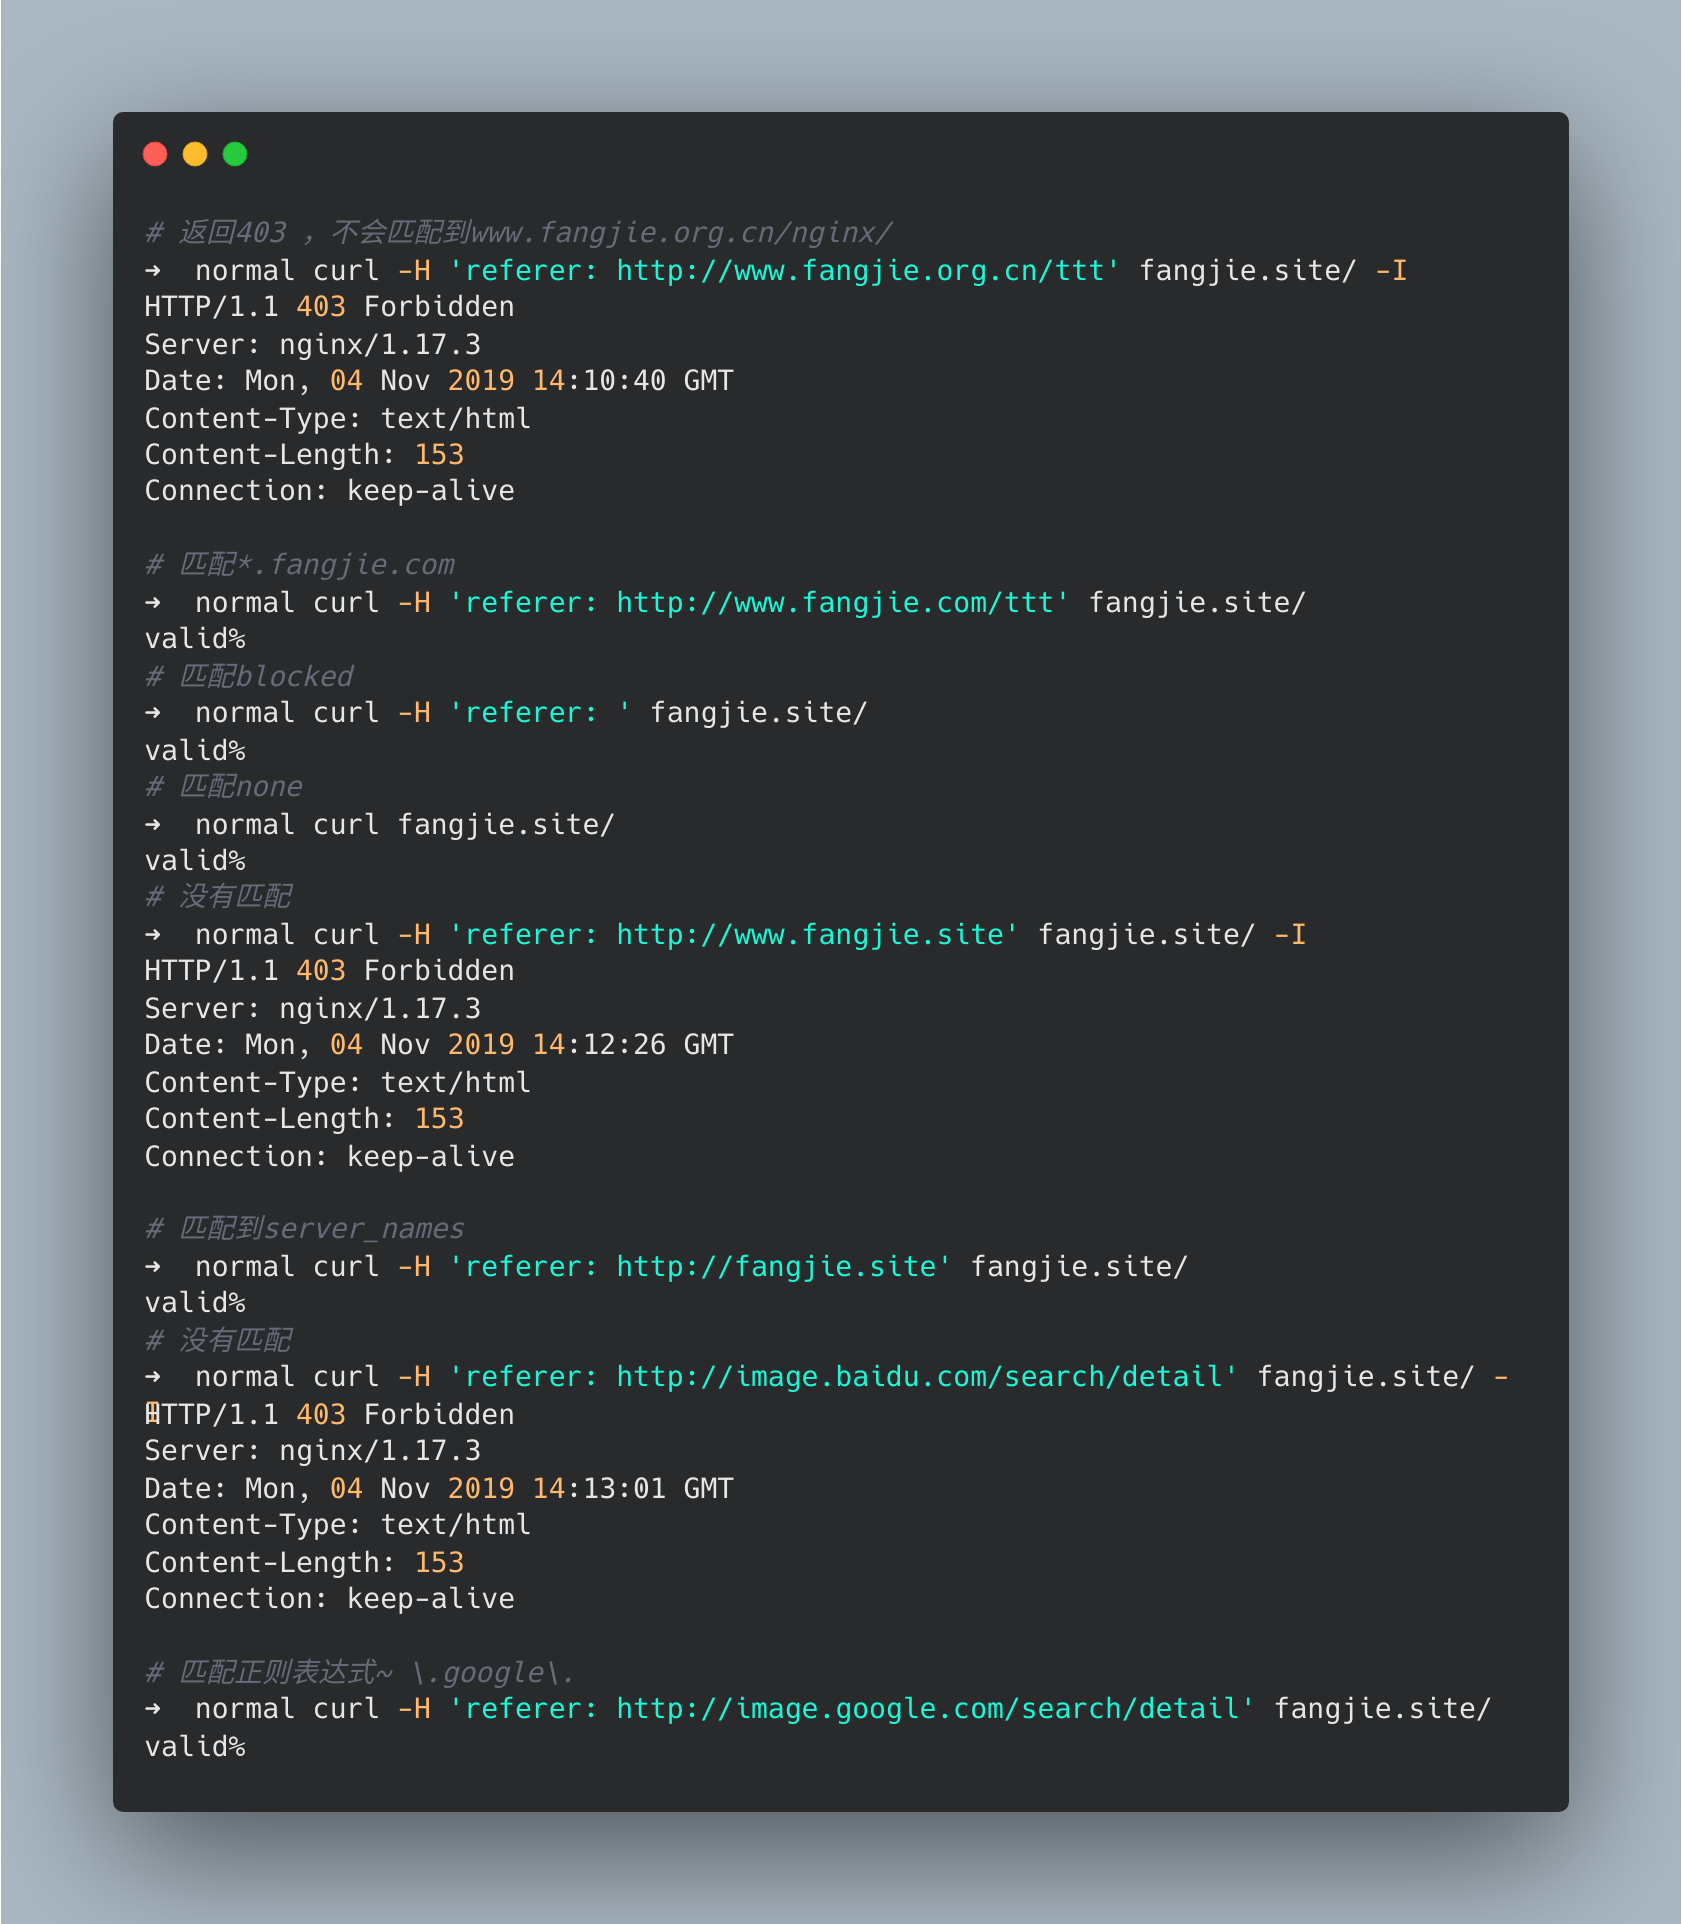 # 返回403 ，不会匹配到www.fangjie.org.cn/nginx/
➜  normal curl -H 'referer: http://www.fangjie.org.cn/ttt' fangjie.site/ -I
HTTP/1.1 403 Forbidden
Server: nginx/1.17.3
Date: Mon, 04 Nov 2019 14:10:40 GMT
Content-Type: text/html
Content-Length: 153
Connection: keep-alive

# 匹配*.fangjie.com
➜  normal curl -H 'referer: http://www.fangjie.com/ttt' fangjie.site/
valid%
# 匹配blocked
➜  normal curl -H 'referer: ' fangjie.site/
valid%
# 匹配none
➜  normal curl fangjie.site/
valid%
# 没有匹配
➜  normal curl -H 'referer: http://www.fangjie.site' fangjie.site/ -I
HTTP/1.1 403 Forbidden
Server: nginx/1.17.3
Date: Mon, 04 Nov 2019 14:12:26 GMT
Content-Type: text/html
Content-Length: 153
Connection: keep-alive

# 匹配到server_names
➜  normal curl -H 'referer: http://fangjie.site' fangjie.site/
valid%
# 没有匹配
➜  normal curl -H 'referer: http://image.baidu.com/search/detail' fangjie.site/ -
I
HTTP/1.1 403 Forbidden
Server: nginx/1.17.3
Date: Mon, 04 Nov 2019 14:13:01 GMT
Content-Type: text/html
Content-Length: 153
Connection: keep-alive

# 匹配正则表达式~ \.google\.
➜  normal curl -H 'referer: http://image.google.com/search/detail' fangjie.site/
valid%